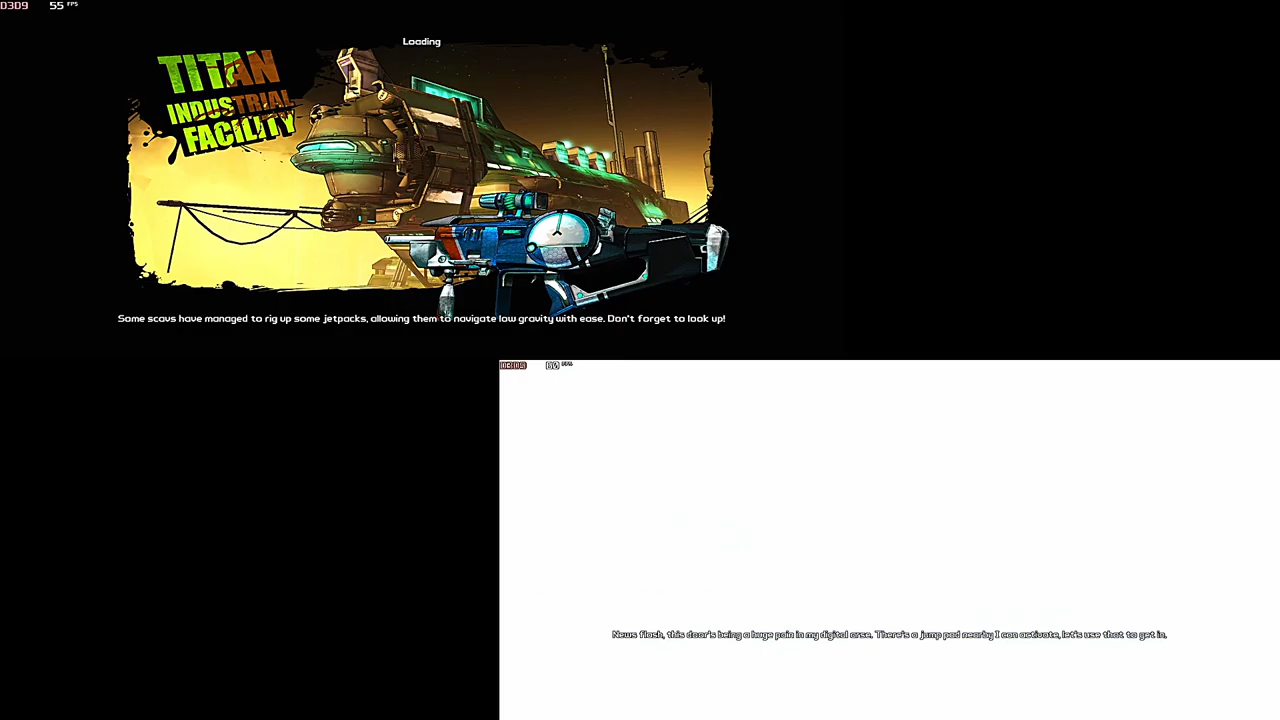 D3D9 55 FPS
Loading
TITAN
INDUSTRIAL
FACILITY
Some scavs have managed to rig up some jetpacks, allowing them to navigate low gravity with ease. Don't forget to look up!
FPS
News flash, this door's being a huge pain in my digital arse. There's a jump pad nearby I can activate, let's use that to get in.